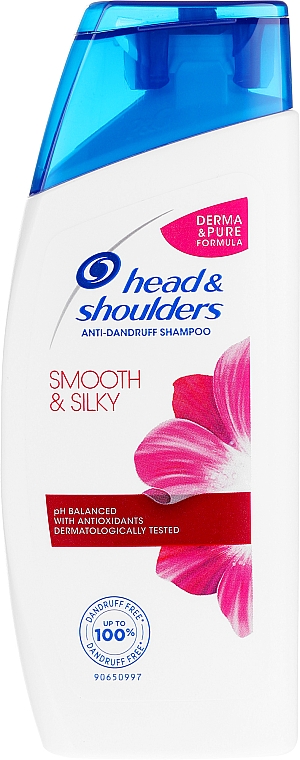 DERMA
&PURE
FORMULA
head &
shoulders
ANTI-DANDRUFF SHAMPOO
SMOOTH
& SILKY
pH BALANCED
WITH ANTIOXIDANTS
DERMATOLOGICALLY TESTED
DANDRUFF FREE*
UP TO
100%
DANDRUFF FREE*
90650997